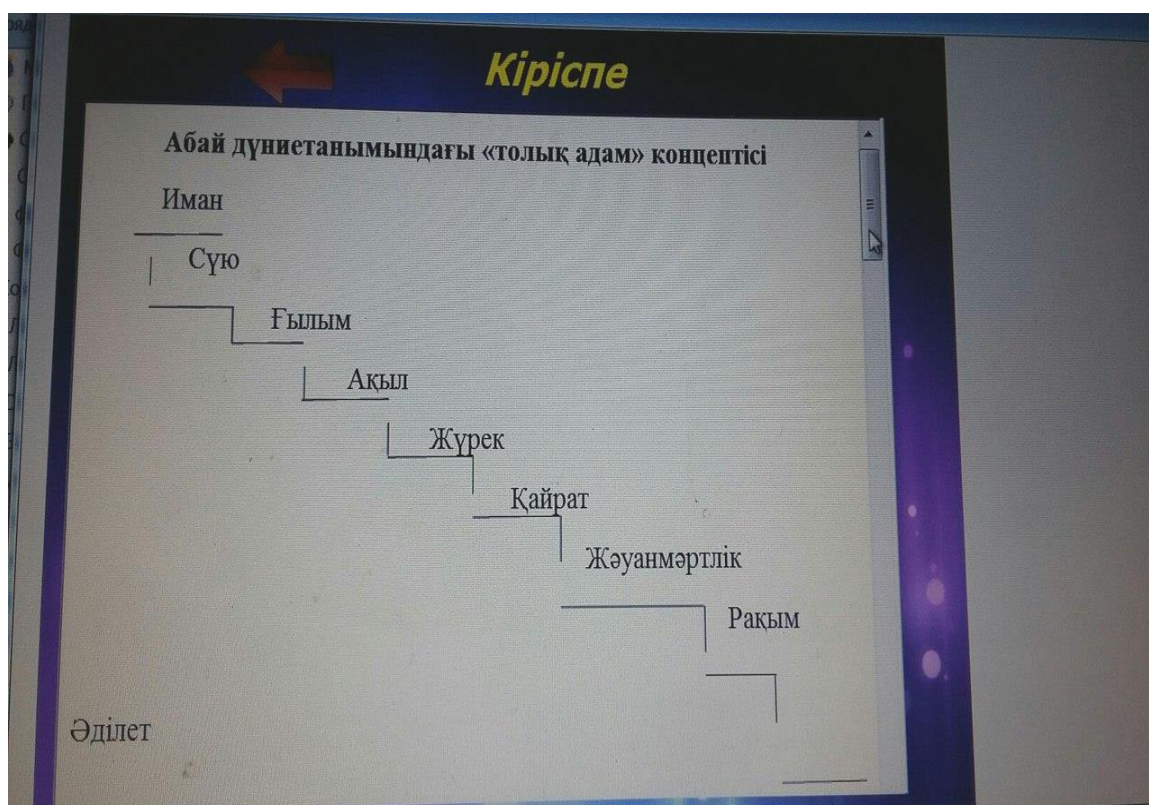 Кіріспе
Абай дүниетанымындағы «толық адам» концептісі
Иман
Сүю
Ғылым
Ақыл
Жүрек
Қайрат
Жәуанмәртлік
Рақым
Әділет